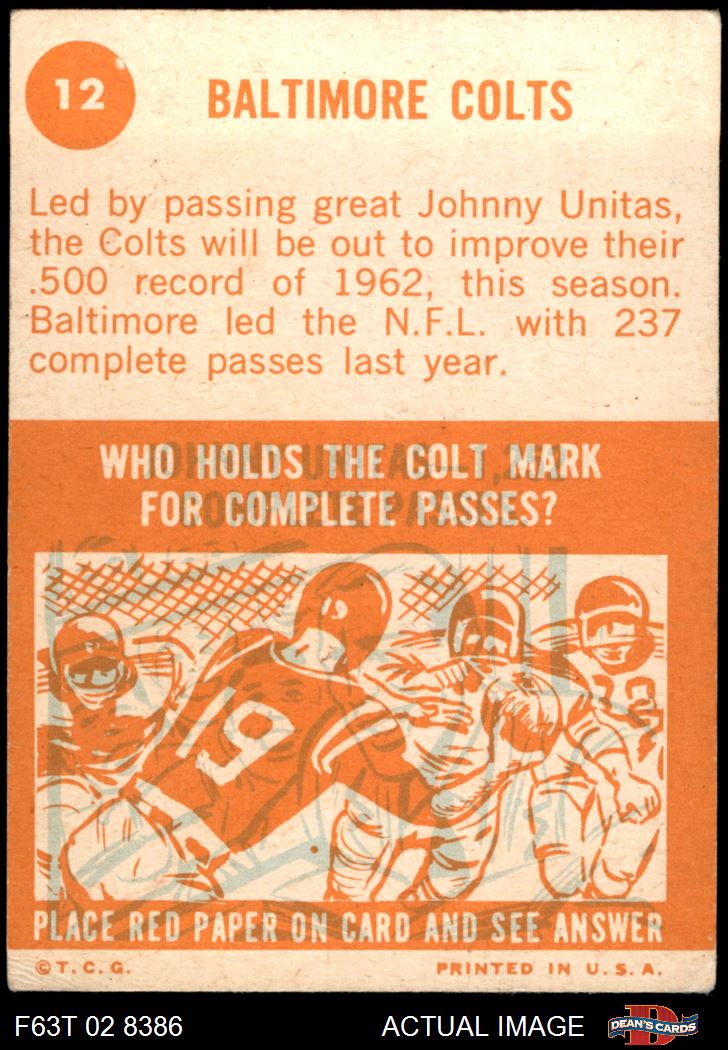 12
BALTIMORE COLTS
Led by passing great Johnny Unitas,
the Colts will be out to improve their
.500 record of 1962, this season.
Baltimore led the N.F.L. with 237
complete passes last year.
WHO HOLDS THE COLT MARK
FOR COMPLETE PASSES?
19
19
PLACE RED PAPER ON CARD AND SEE ANSWER
© T. C. G.
PRINTED IN U. S. A.
F63T 02 8386
ACTUAL IMAGE
D
DEAN'S CARDS